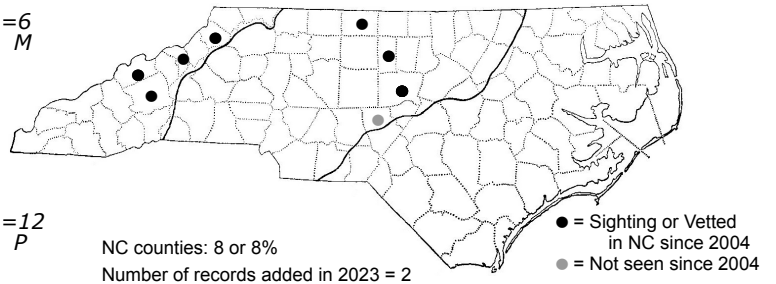 =6
M
=12
P
NC counties: 8 or 8%
Number of records added in 2023 = 2
● = Sighting or Vetted
in NC since 2004
● = Not seen since 2004